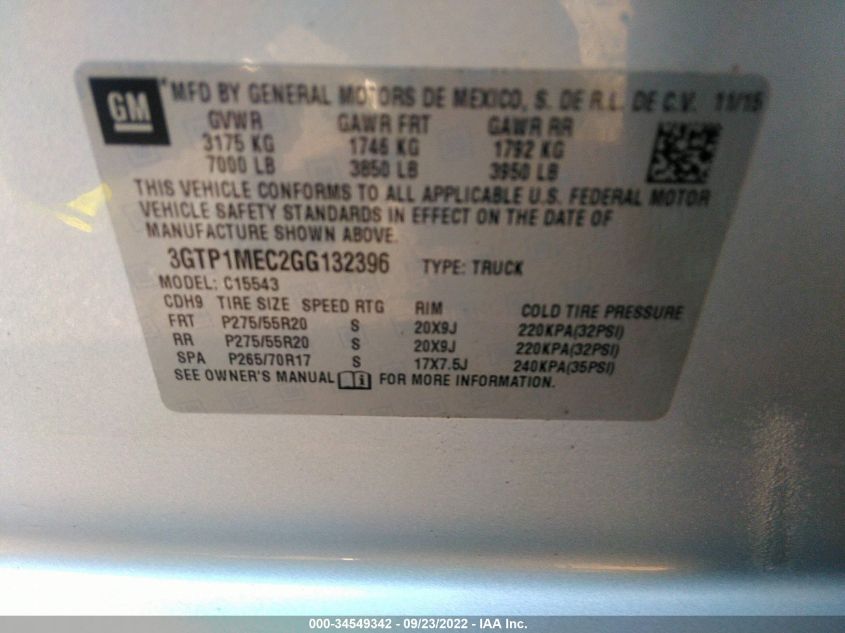 GM
*MFD BY GENERAL MOTORS DE MEXICO, S. DE R.L. DE C.V. 11/15
GVWR GAWR FRT GAWR RR
3175 KG 1746 KG 1792 KG
7000 LB 3850 LB 3950 LB
THIS VEHICLE CONFORMS TO ALL APPLICABLE U.S. FEDERAL MOTOR
VEHICLE SAFETY STANDARDS IN EFFECT ON THE DATE OF
MANUFACTURE SHOWN ABOVE.
3GTP1MEC2GG132396 TYPE: TRUCK
MODEL: C15543
CDH9 TIRE SIZE SPEED RTG RIM COLD TIRE PRESSURE
FRT P275/55R20 S 20X9J 220KPA(32PSI)
RR P275/55R20 S 20X9J 220KPA(32PSI)
SPA P265/70R17 S 17X7.5J 240KPA(35PSI)
SEE OWNER'S MANUAL FOR MORE INFORMATION.
000-34549342 - 09/23/2022 - IAA Inc.